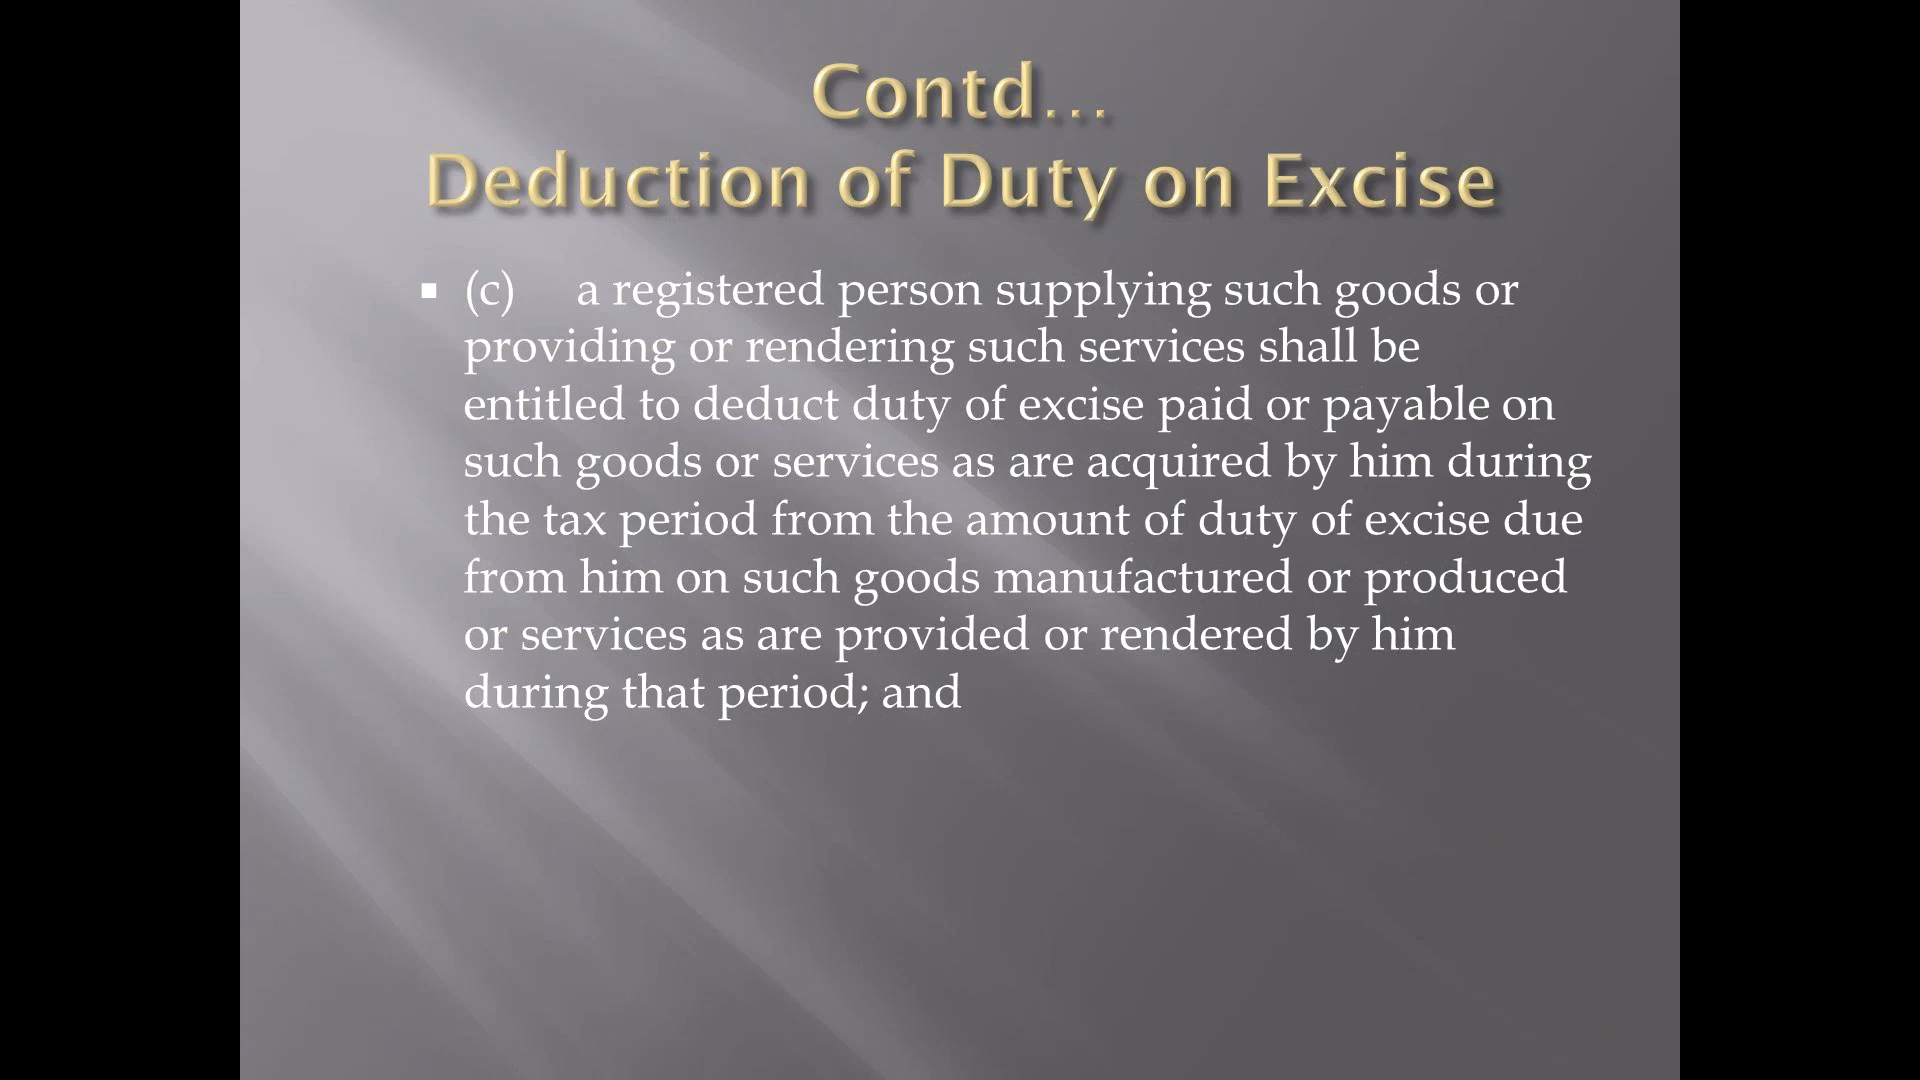 Contd...
Deduction of Duty on Excise
▪ (c) a registered person supplying such goods or
providing or rendering such services shall be
entitled to deduct duty of excise paid or payable on
such goods or services as are acquired by him during
the tax period from the amount of duty of excise due
from him on such goods manufactured or produced
or services as are provided or rendered by him
during that period; and